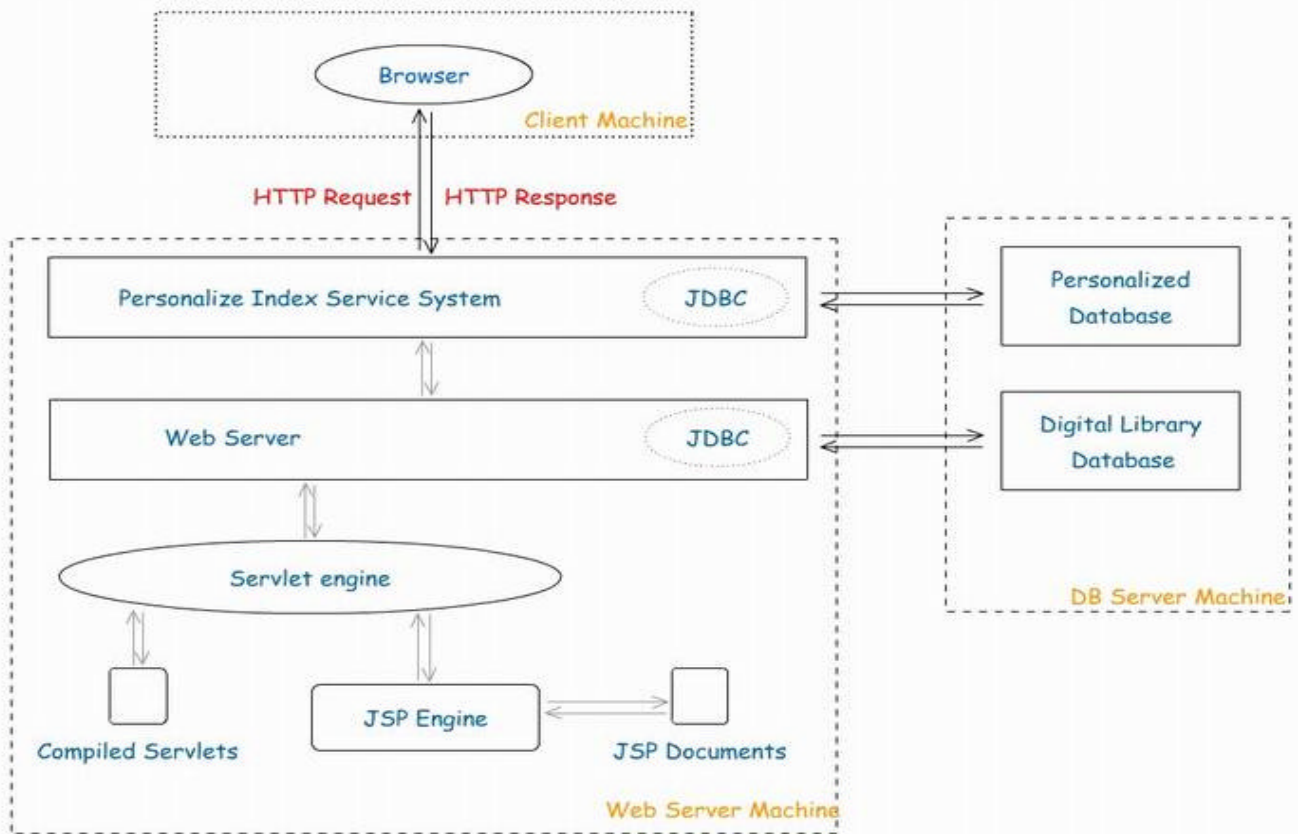 Browser
Client Machine
HTTP Request
HTTP Response
Personalize Index Service System
JDBC
Personalized
Database
Web Server
JDBC
Digital Library
Database
Servlet engine
DB Server Machine
JSP Engine
Compiled Servlets
JSP Documents
Web Server Machine